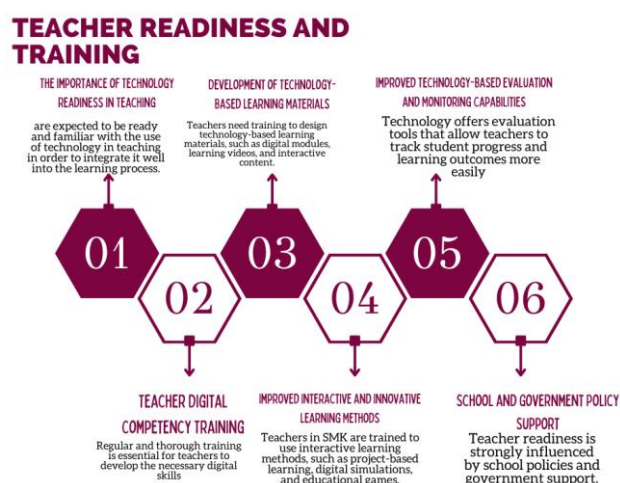 TEACHER READINESS AND
TRAINING
THE IMPORTANCE OF TECHNOLOGY
READINESS IN TEACHING
are expected to be ready
and familiar with the use
of technology in teaching
in order to integrate it well
into the learning process.
01
TEACHER DIGITAL
COMPETENCY TRAINING
Regular and thorough training
is essential for teachers to
develop the necessary digital
skills
02
DEVELOPMENT OF TECHNOLOGY-
BASED LEARNING MATERIALS
Teachers need training to design
technology-based learning
materials, such as digital modules,
learning videos, and interactive
content.
03
IMPROVED INTERACTIVE AND INNOVATIVE
LEARNING METHODS
Teachers in SMK are trained to
use interactive learning
methods, such as project-based
learning, digital simulations,
and educational games.
04
IMPROVED TECHNOLOGY-BASED EVALUATION
AND MONITORING CAPABILITIES
Technology offers evaluation
tools that allow teachers to
track student progress and
learning outcomes more
easily
05
SCHOOL AND GOVERNMENT POLICY
SUPPORT
Teacher readiness is
strongly influenced
by school policies and
government support.
06